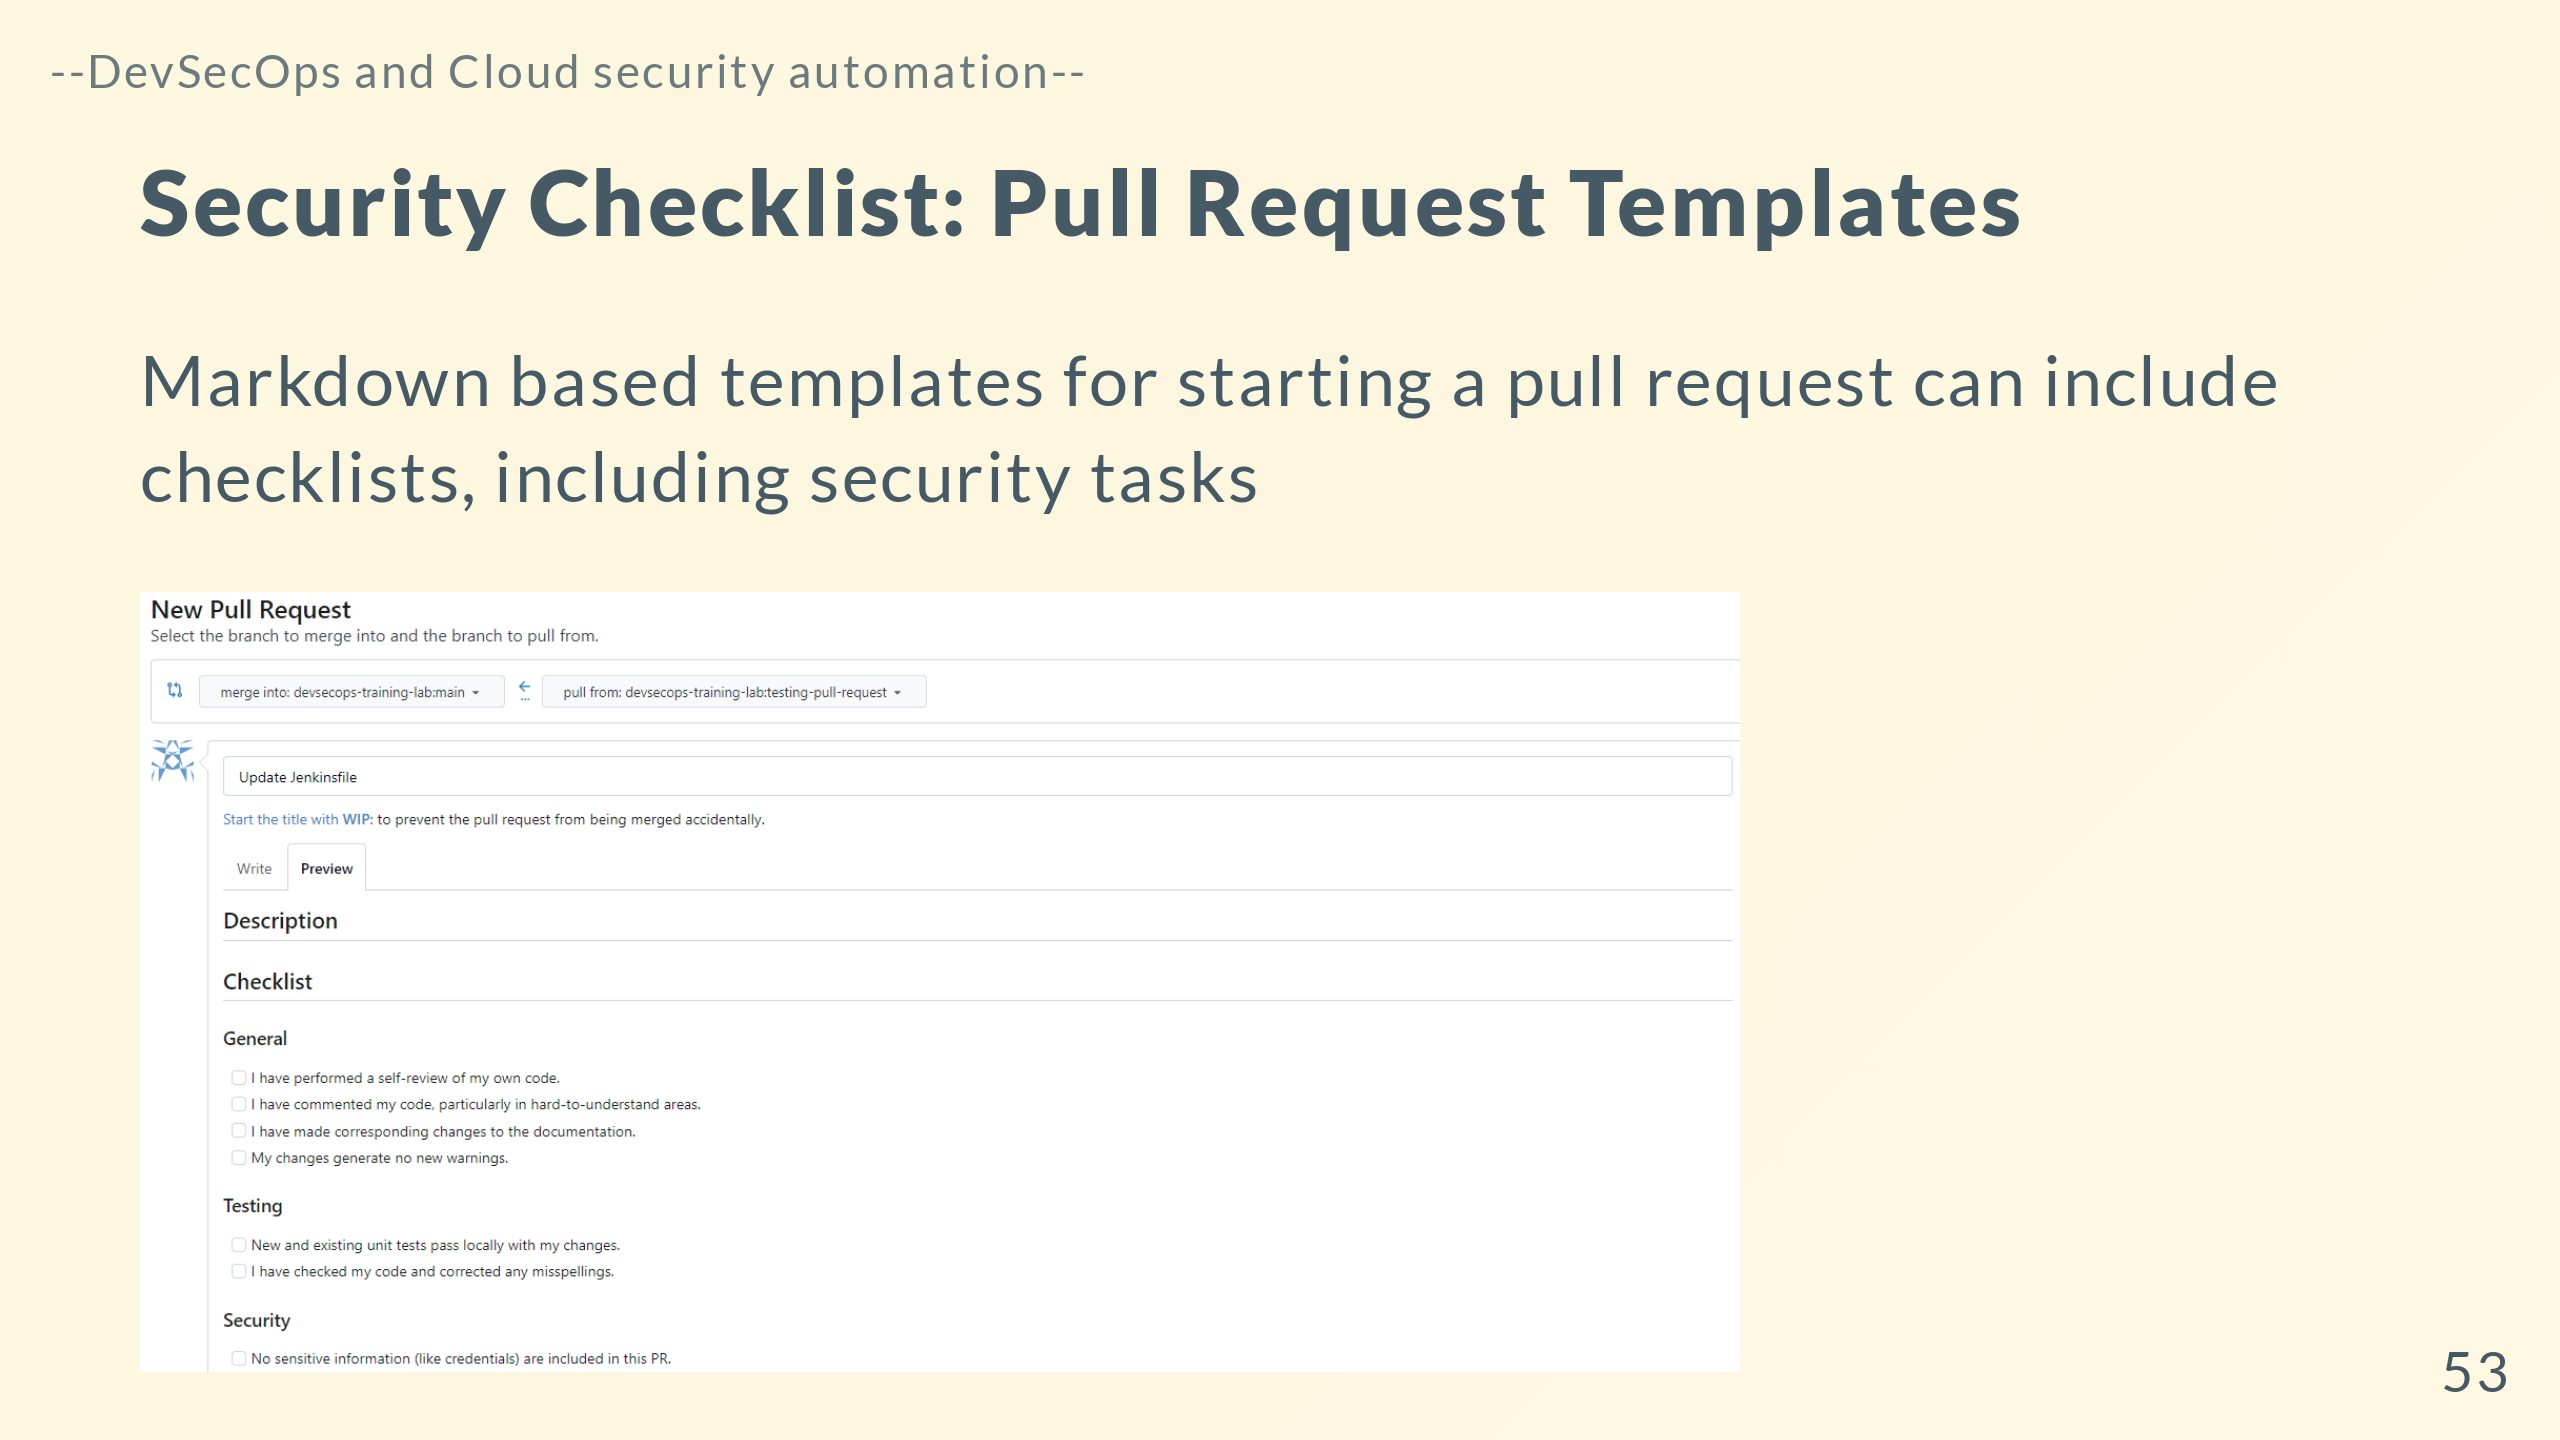 --DevSecOps and Cloud security automation--
Security Checklist: Pull Request Templates
Markdown based templates for starting a pull request can include
checklists, including security tasks
New Pull Request
Select the branch to merge into and the branch to pull from.
merge into: devsecops-training-lab:main
pull from: devsecops-training-lab:testing-pull-request
Update Jenkinsfile
Start the title with WIP: to prevent the pull request from being merged accidentally.
Write Preview
Description
Checklist
General
I have performed a self-review of my own code.
I have commented my code, particularly in hard-to-understand areas.
I have made corresponding changes to the documentation.
My changes generate no new warnings.
Testing
New and existing unit tests pass locally with my changes.
I have checked my code and corrected any misspellings.
Security
No sensitive information (like credentials) are included in this PR.
53